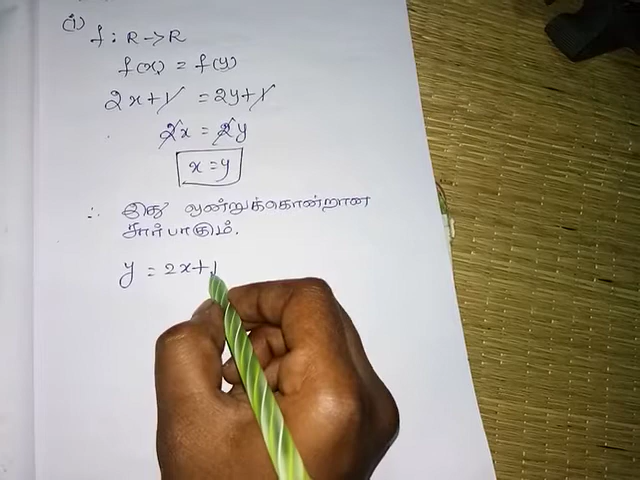 (i) f : R → R
f(x) = f(y)
2x+1 = 2y+1
2x = 2y
x = y
∴ இது ஒன்றுக்கொன்றான
சார்பாகும்.
y = 2x+1